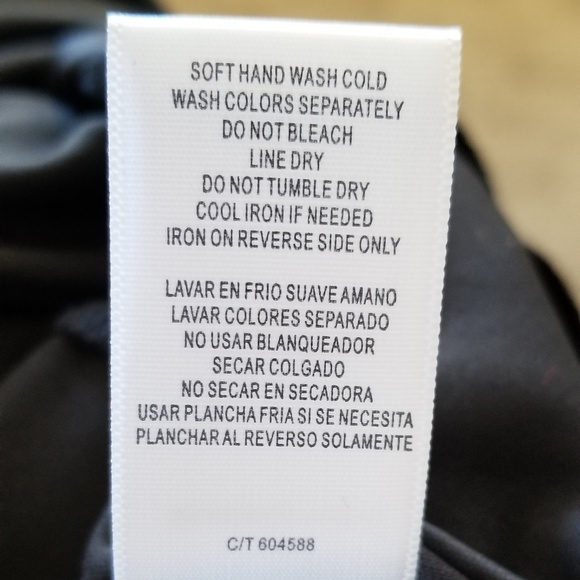 SOFT HAND WASH COLD
WASH COLORS SEPARATELY
DO NOT BLEACH
LINE DRY
DO NOT TUMBLE DRY
COOL IRON IF NEEDED
IRON ON REVERSE SIDE ONLY
LAVAR EN FRIO SUAVE AMANO
LAVAR COLORES SEPARADO
NO USAR BLANQUEADOR
SECAR COLGADO
NO SECAR EN SECADORA
USAR PLANCHA FRIA SI SE NECESITA
PLANCHAR AL REVERSO SOLAMENTE
C/T 604588